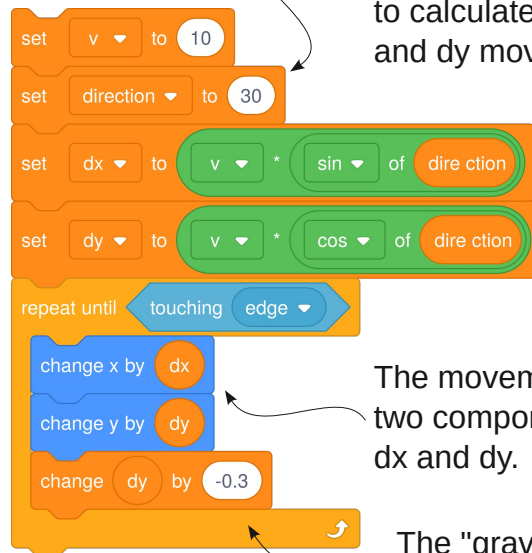 to calculate
and dy mov
set v to 10
set direction to 30
set dx to v * sin of dire ction
set dy to v * cos of dire ction
repeat until touching edge
change x by dx
change y by dy
change dy by -0.3
The movem
two compo
dx and dy.
The "grav